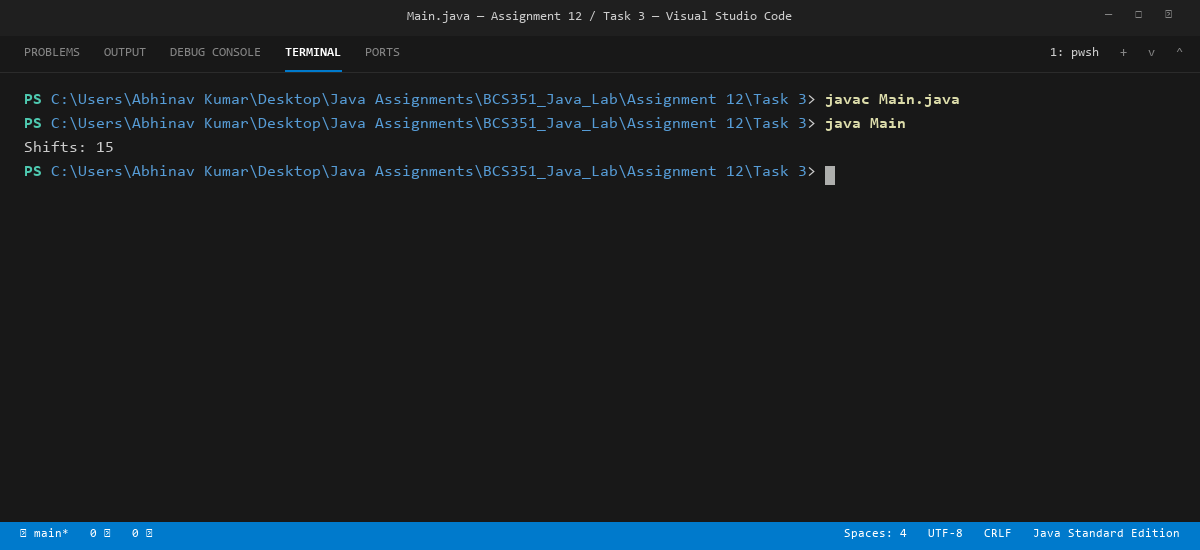 Main.java — Assignment 12 / Task 3 — Visual Studio Code
PROBLEMS OUTPUT DEBUG CONSOLE TERMINAL PORTS 1: pwsh + v ^
PS C:\Users\Abhinav Kumar\Desktop\Java Assignments\BCS351_Java_Lab\Assignment 12\Task 3> javac Main.java
PS C:\Users\Abhinav Kumar\Desktop\Java Assignments\BCS351_Java_Lab\Assignment 12\Task 3> java Main
Shifts: 15
PS C:\Users\Abhinav Kumar\Desktop\Java Assignments\BCS351_Java_Lab\Assignment 12\Task 3>
main* 0 0 Spaces: 4 UTF-8 CRLF Java Standard Edition